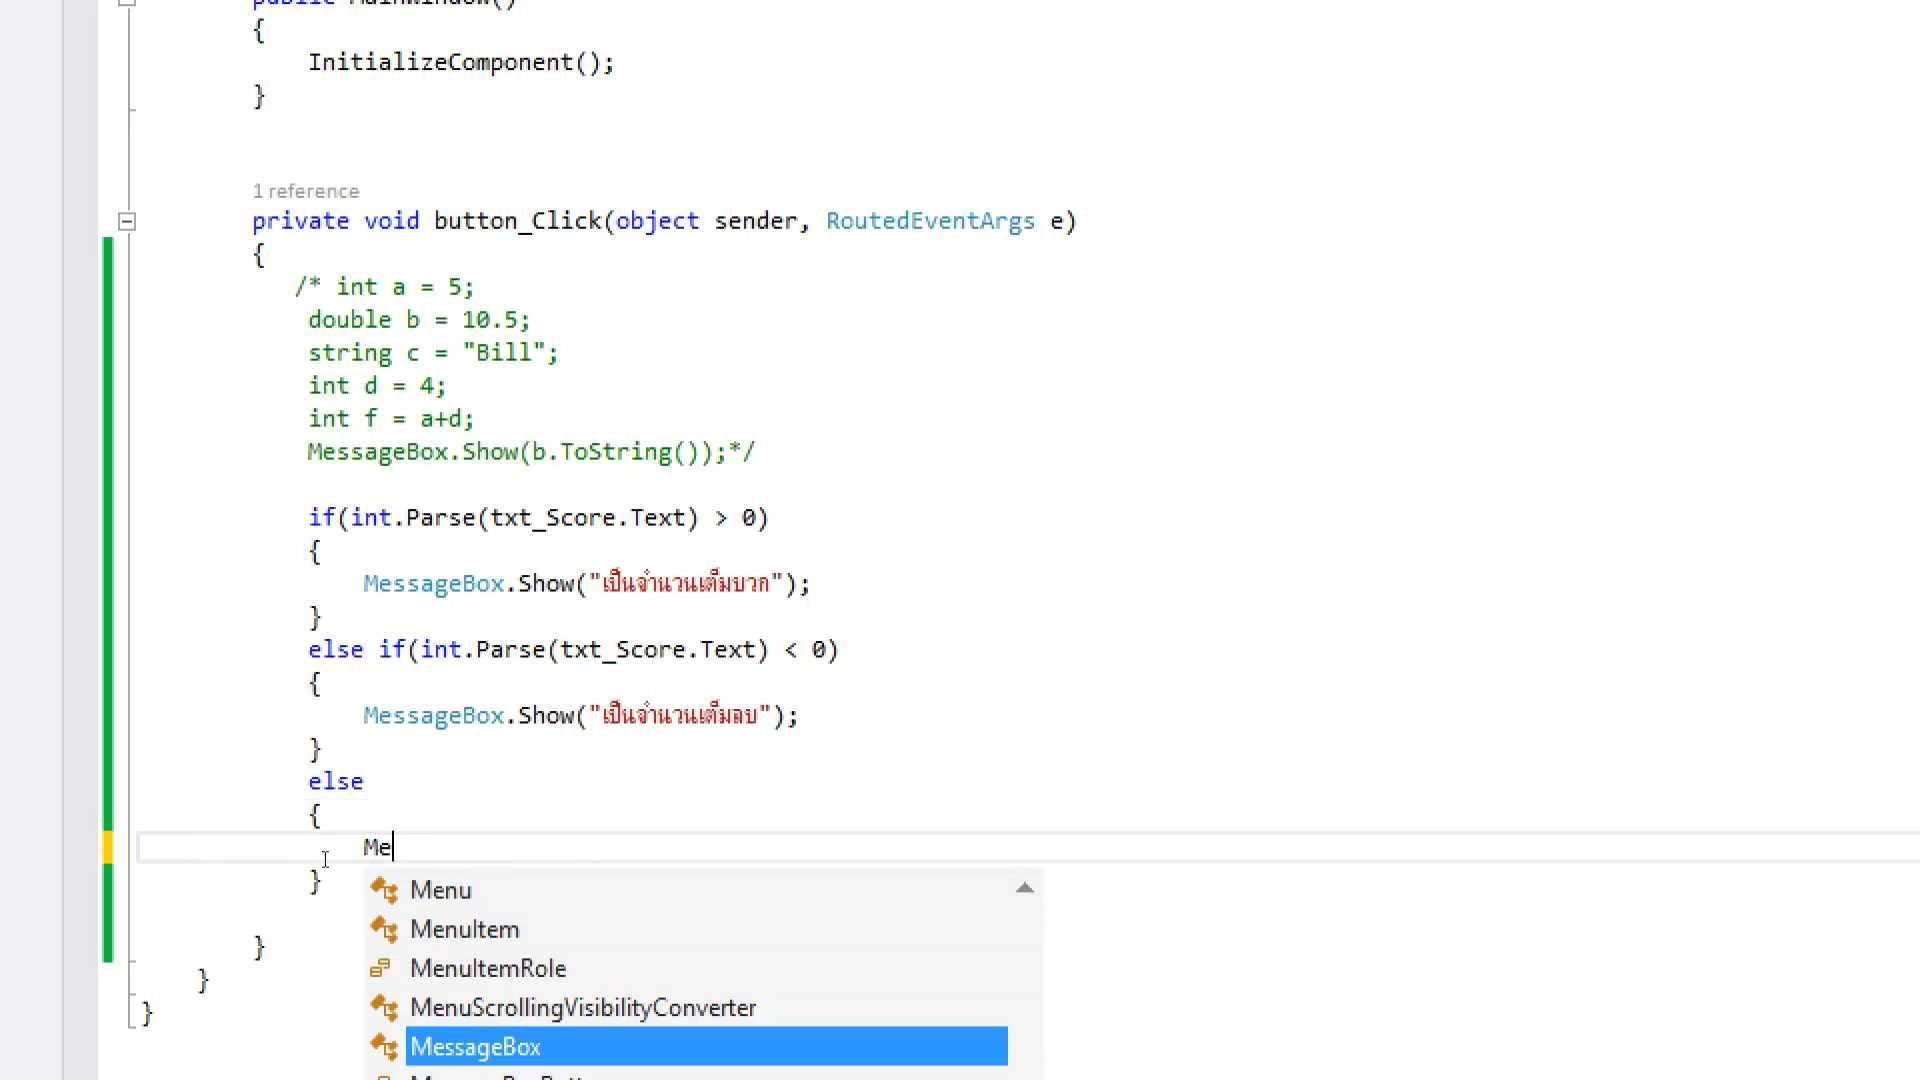 {
InitializeComponent();
}
1 reference
private void button_Click(object sender, RoutedEventArgs e)
{
/* int a = 5;
double b = 10.5;
string c = "Bill";
int d = 4;
int f = a+d;
MessageBox.Show(b.ToString());*/
if(int.Parse(txt_Score.Text) > 0)
{
MessageBox.Show("เป็นจำนวนเต็มบวก");
}
else if(int.Parse(txt_Score.Text) < 0)
{
MessageBox.Show("เป็นจำนวนเต็มลบ");
}
else
{
Me
}
Menu
MenuItem
MenuItemRole
MenuScrollingVisibilityConverter
MessageBox
}
}
}